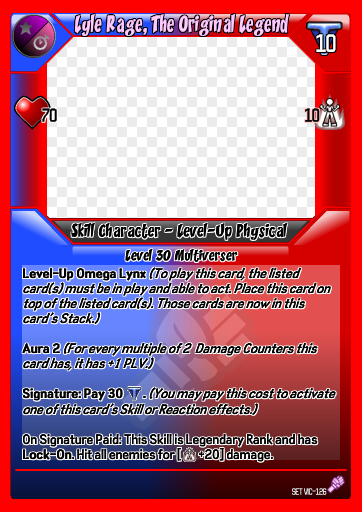 Lyle Rage, The Original Legend
10
70
10
Skill Character - Level-Up Physical
Level 30 Multiverser
Level-Up Omega Lynx (To play this card, the listed
card(s) must be in play and able to act. Place this card on
top of the listed card(s). Those cards are now in this
card's Stack.)
Aura 2 (For every multiple of 2 Damage Counters this
card has, it has +1 PLV.)
Signature: Pay 30 . (You may pay this cost to activate
one of this card's Skill or Reaction effects.)
On Signature Paid: This Skill is Legendary Rank and has
Lock-On. Hit all enemies for [ +20] damage.
SET VIC-126